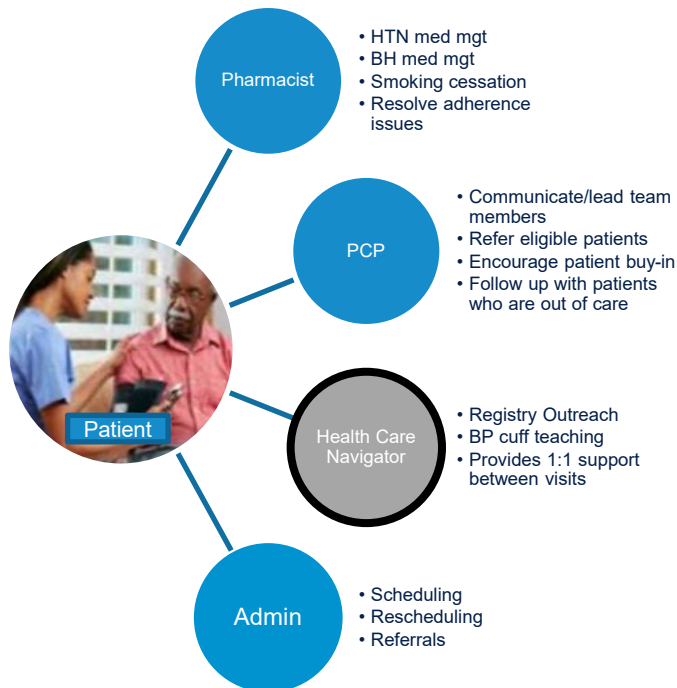 Pharmacist
• HTN med mgt
• BH med mgt
• Smoking cessation
• Resolve adherence
issues
PCP
• Communicate/lead team
members
• Refer eligible patients
• Encourage patient buy-in
• Follow up with patients
who are out of care
Patient
Health Care
Navigator
• Registry Outreach
• BP cuff teaching
• Provides 1:1 support
between visits
Admin
• Scheduling
• Rescheduling
• Referrals